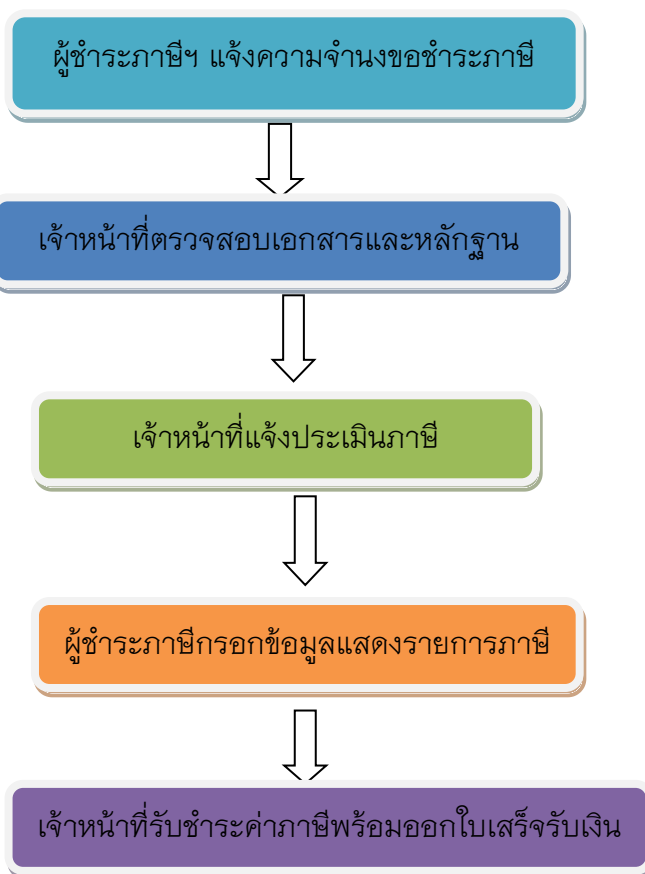 ผู้ชำระภาษีฯ แจ้งความจำนงขอชำระภาษี
เจ้าหน้าที่ตรวจสอบเอกสารและหลักฐาน
เจ้าหน้าที่แจ้งประเมินภาษี
ผู้ชำระภาษีกรอกข้อมูลแสดงรายการภาษี
เจ้าหน้าที่รับชำระค่าภาษีพร้อมออกใบเสร็จรับเงิน